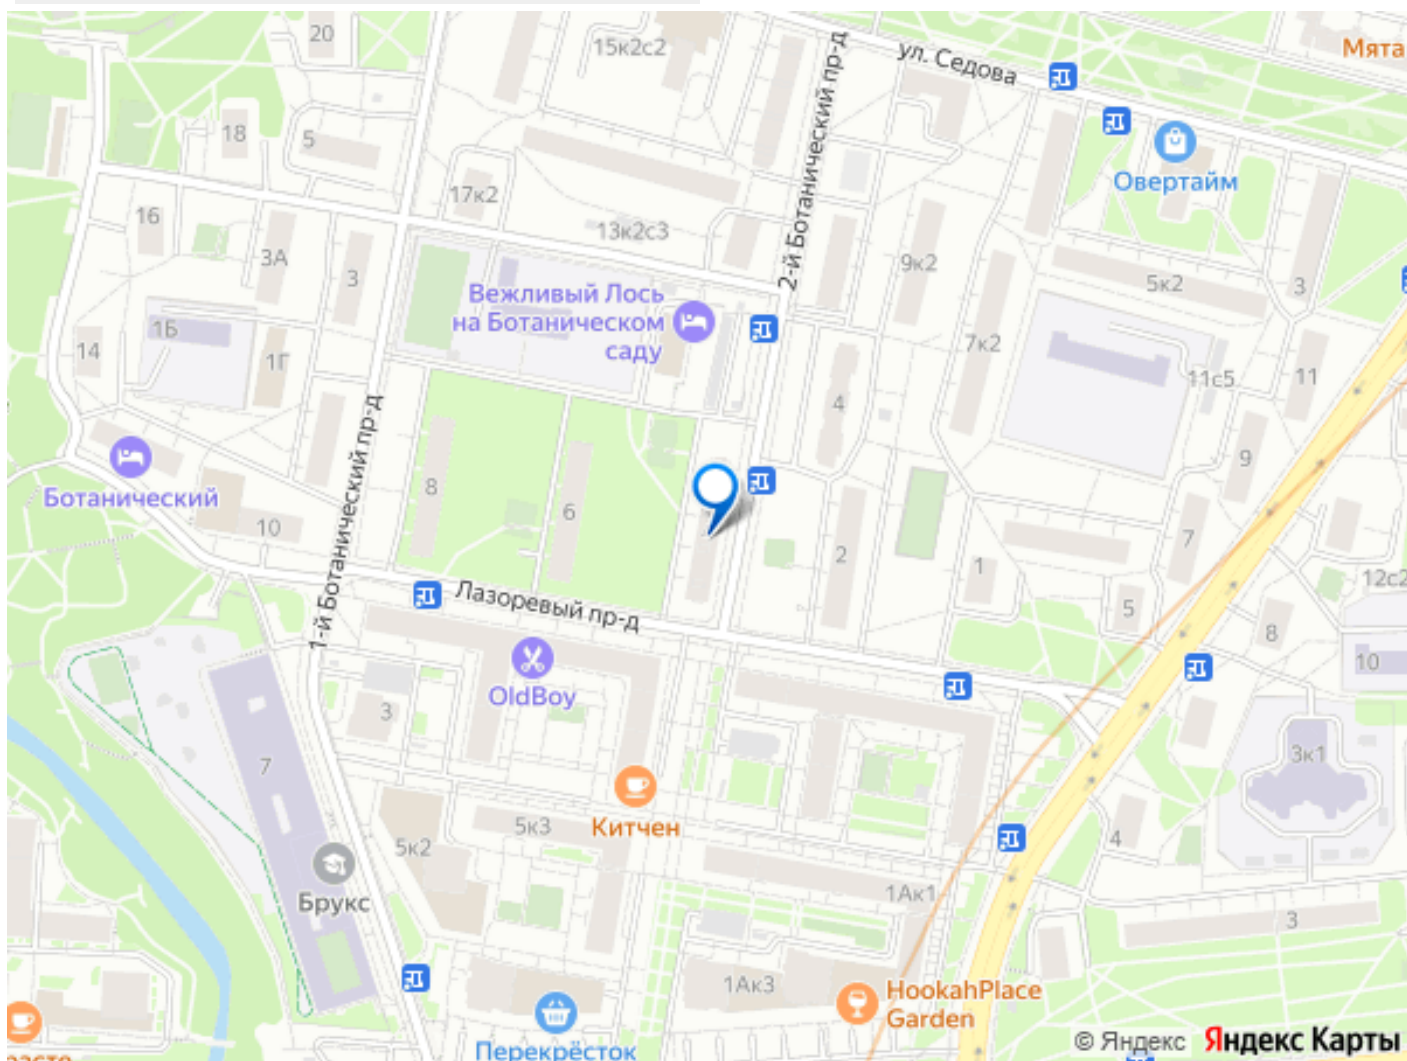 20
15к2с2
2-й Ботанический пр-д
ул. Седова
Мята
18
5
Овертайм
17к2
16
3А
3
13к2с3
9к2
5к2
3
Вежливый Лось
на Ботаническом
саду
1Б
14
1Г
7к2
11с5
11
4
1-й Ботанический пр-д
8
6
9
Ботанический
10
7
2
1
Лазоревый пр-д
5
12с2
8
10
OldBoy
3
7
3к1
5к3
Китчен
5к2
4
Брукс
1Ак1
3
1Ак3
HookahPlace
Garden
Перекрёсток
© Яндекс Яндекс Карты